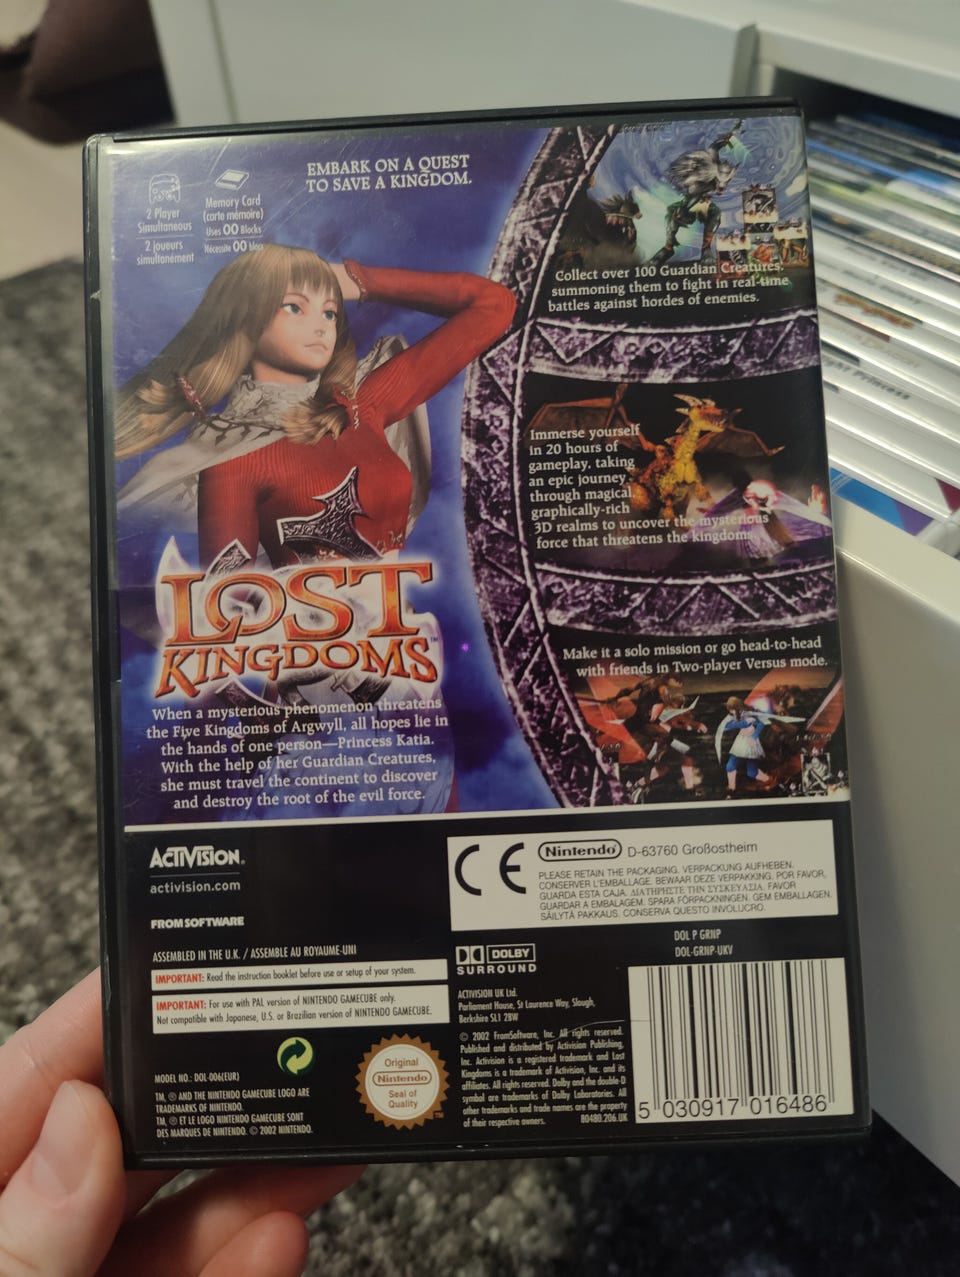 EMBARK ON A QUEST
TO SAVE A KINGDOM.
2 Player
Simultaneous
2 joueurs
simultanément
Memory Card
(carte mémoire)
Uses 00 Blocks
Nécessite 00 blocs
Collect over 100 Guardian Creatures,
summoning them to fight in real-time
battles against hordes of enemies.
Immerse yourself
in 20 hours of
gameplay, taking
an epic journey
through magical
graphically-rich
3D realms to uncover the mysterious
force that threatens the kingdoms
Make it a solo mission or go head-to-head
with friends in Two-player Versus mode.
LOST
KINGDOMS™
When a mysterious phenomenon threatens
the Five Kingdoms of Argwyll, all hopes lie in
the hands of one person—Princess Katia.
With the help of her Guardian Creatures,
she must travel the continent to discover
and destroy the root of the evil force.
ACTIVISION®
activision.com
FROMSOFTWARE
ASSEMBLED IN THE U.K. / ASSEMBLE AU ROYAUME-UNI
IMPORTANT: Read the instruction booklet before use or setup of your system.
IMPORTANT: For use with PAL version of NINTENDO GAMECUBE only.
Not compatible with Japanese, U.S. or Brazilian version of NINTENDO GAMECUBE.
MODEL NO.: DOL-006(EUR)
TM, ® AND THE NINTENDO GAMECUBE LOGO ARE
TRADEMARKS OF NINTENDO.
TM, ® ET LE LOGO NINTENDO GAMECUBE SONT
DES MARQUES DE NINTENDO. © 2002 NINTENDO.
Original
Nintendo
Seal of
Quality
CE
Nintendo® D-63760 Großostheim
PLEASE RETAIN THE PACKAGING. VERPACKUNG AUFHEBEN.
CONSERVER L'EMBALLAGE. BEWAAR DEZE VERPAKKING. POR FAVOR,
GUARDA ESTA CAJA. ΔΙΑΤΗΡΗΣΤΕ ΤΗΝ ΣΥΣΚΕΥΑΣΙΑ. FAVOR
GUARDAR A EMBALAGEM. SPARA FÖRPACKNINGEN. GEM EMBALLAGEN.
SÄILYTÄ PAKKAUS. CONSERVA QUESTO INVOLUCRO.
DOL P GRNP
DOL-GRNP-UKV
DOLBY
SURROUND
ACTIVISION UK Ltd.
Parliament House, St Laurence Way, Slough,
Berkshire SL1 2BW
© 2002 FromSoftware, Inc. All rights reserved.
Published and distributed by Activision Publishing,
Inc. Activision is a registered trademark and Lost
Kingdoms is a trademark of Activision, Inc. and its
affiliates. All rights reserved. Dolby and the double-D
symbol are trademarks of Dolby Laboratories. All
other trademarks and trade names are the property
of their respective owners.
80480.206.UK
5 030917 016486
Princess